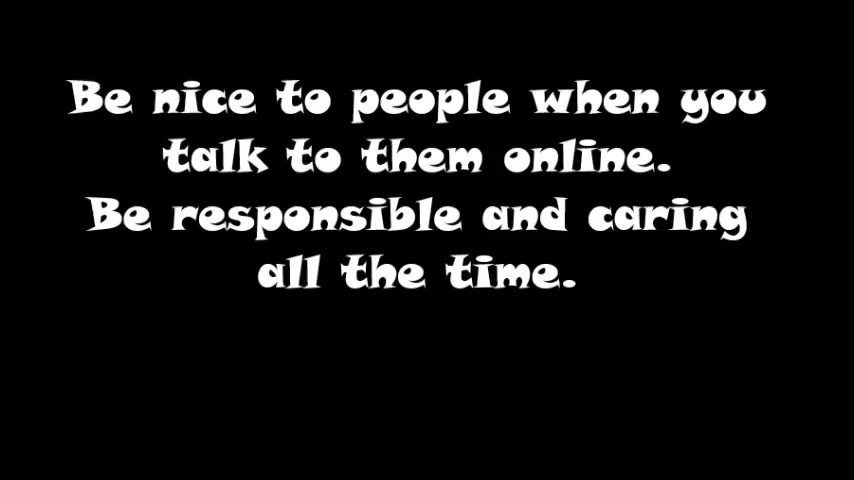 Be nice to people when you
talk to them online.
Be responsible and caring
all the time.